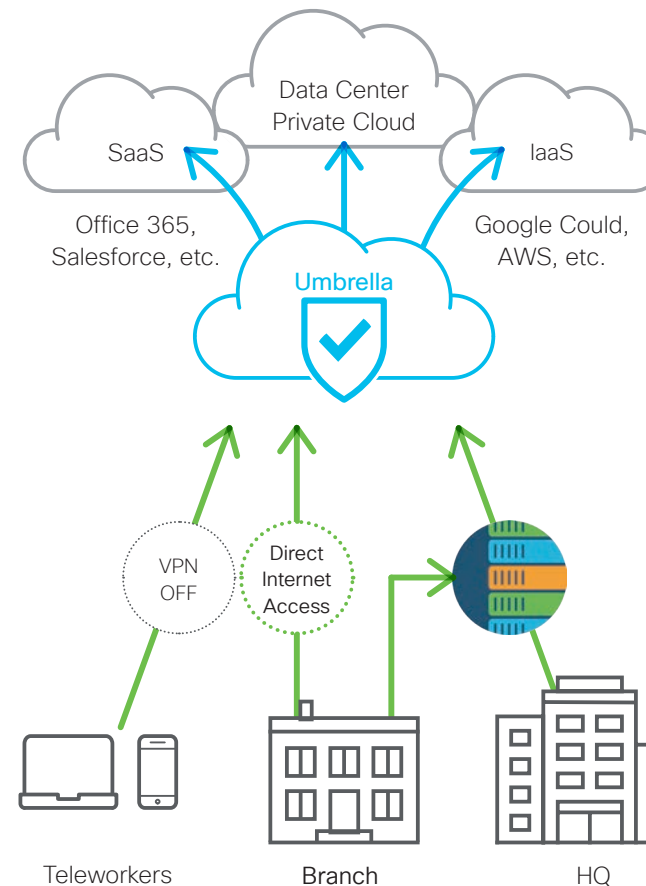 Data Center
Private Cloud
SaaS
IaaS
Office 365,
Salesforce, etc.
Google Could,
AWS, etc.
Umbrella
VPN
OFF
Direct
Internet
Access
Teleworkers
Branch
HQ